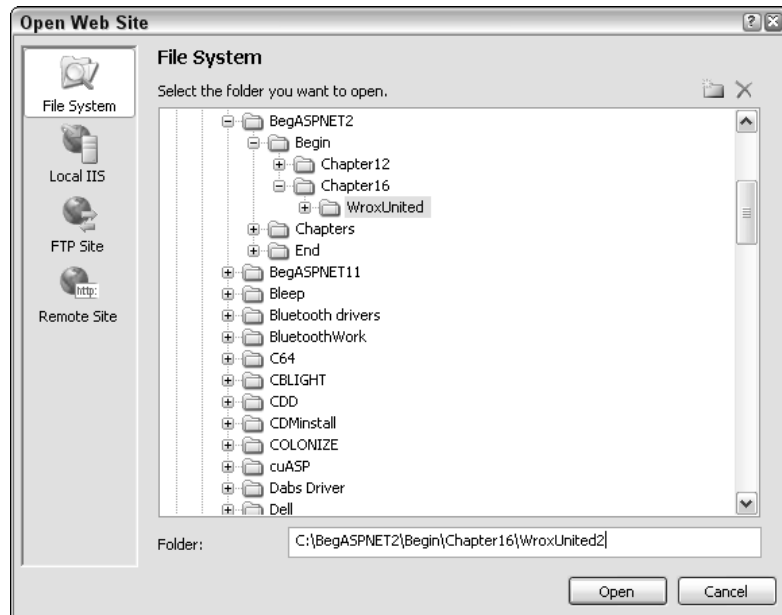 Open Web Site
File System
Local IIS
FTP Site
http:
Remote Site
File System
Select the folder you want to open.
BegASPNET2
Begin
Chapter12
Chapter16
WroxUnited
Chapters
End
BegASPNET11
Bleep
Bluetooth drivers
BluetoothWork
C64
CBLIGHT
CDD
CDMinstall
COLONIZE
cuASP
Dabs Driver
Dell
Folder: C:\BegASPNET2\Begin\Chapter16\WroxUnited2
Open Cancel